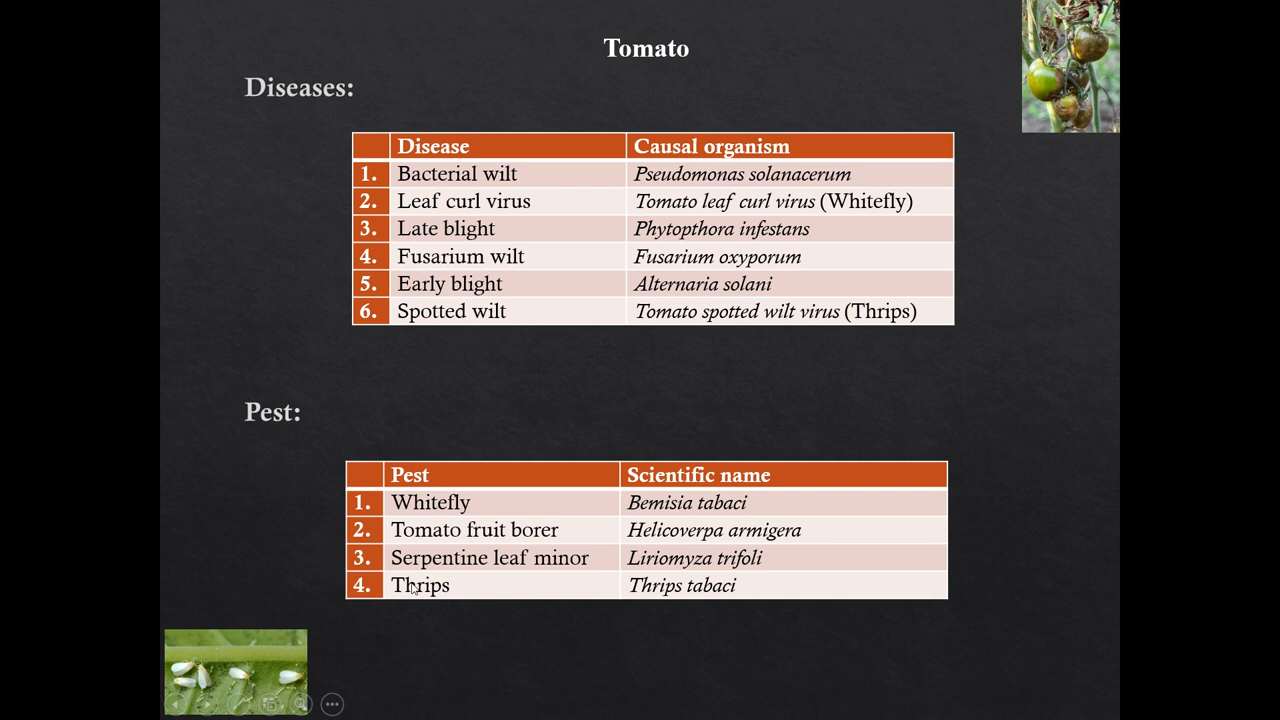 Tomato
Diseases:
Disease Causal organism
1. Bacterial wilt Pseudomonas solanacerum
2. Leaf curl virus Tomato leaf curl virus (Whitefly)
3. Late blight Phytopthora infestans
4. Fusarium wilt Fusarium oxyporum
5. Early blight Alternaria solani
6. Spotted wilt Tomato spotted wilt virus (Thrips)
Pest:
Pest Scientific name
1. Whitefly Bemisia tabaci
2. Tomato fruit borer Helicoverpa armigera
3. Serpentine leaf minor Liriomyza trifoli
4. Thrips Thrips tabaci